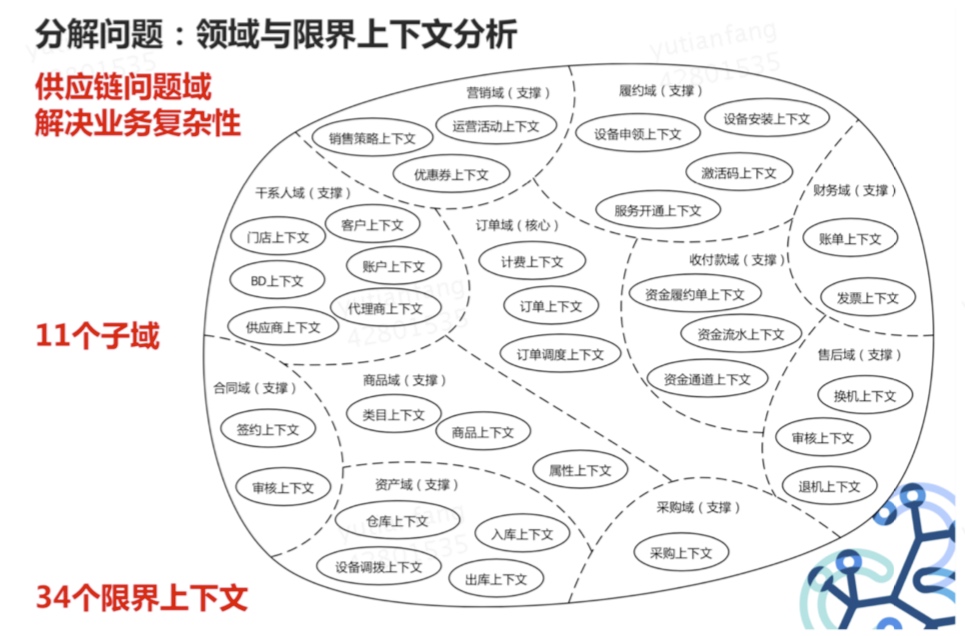 分解问题：领域与限界上下文分析
供应链问题域
解决业务复杂性
11个子域
34个限界上下文
营销域（支撑）
销售策略上下文
运营活动上下文
优惠券上下文
履约域（支撑）
设备申领上下文
设备安装上下文
激活码上下文
服务开通上下文
干系人域（支撑）
门店上下文
客户上下文
BD上下文
账户上下文
供应商上下文
代理商上下文
订单域（核心）
计费上下文
订单上下文
订单调度上下文
收付款域（支撑）
资金履约单上下文
资金流水上下文
资金通道上下文
财务域（支撑）
账单上下文
发票上下文
售后域（支撑）
换机上下文
审核上下文
退机上下文
合同域（支撑）
签约上下文
审核上下文
商品域（支撑）
类目上下文
商品上下文
属性上下文
资产域（支撑）
仓库上下文
入库上下文
设备调拨上下文
出库上下文
采购域（支撑）
采购上下文
yutianfang
42801535
yutianfang
42801535